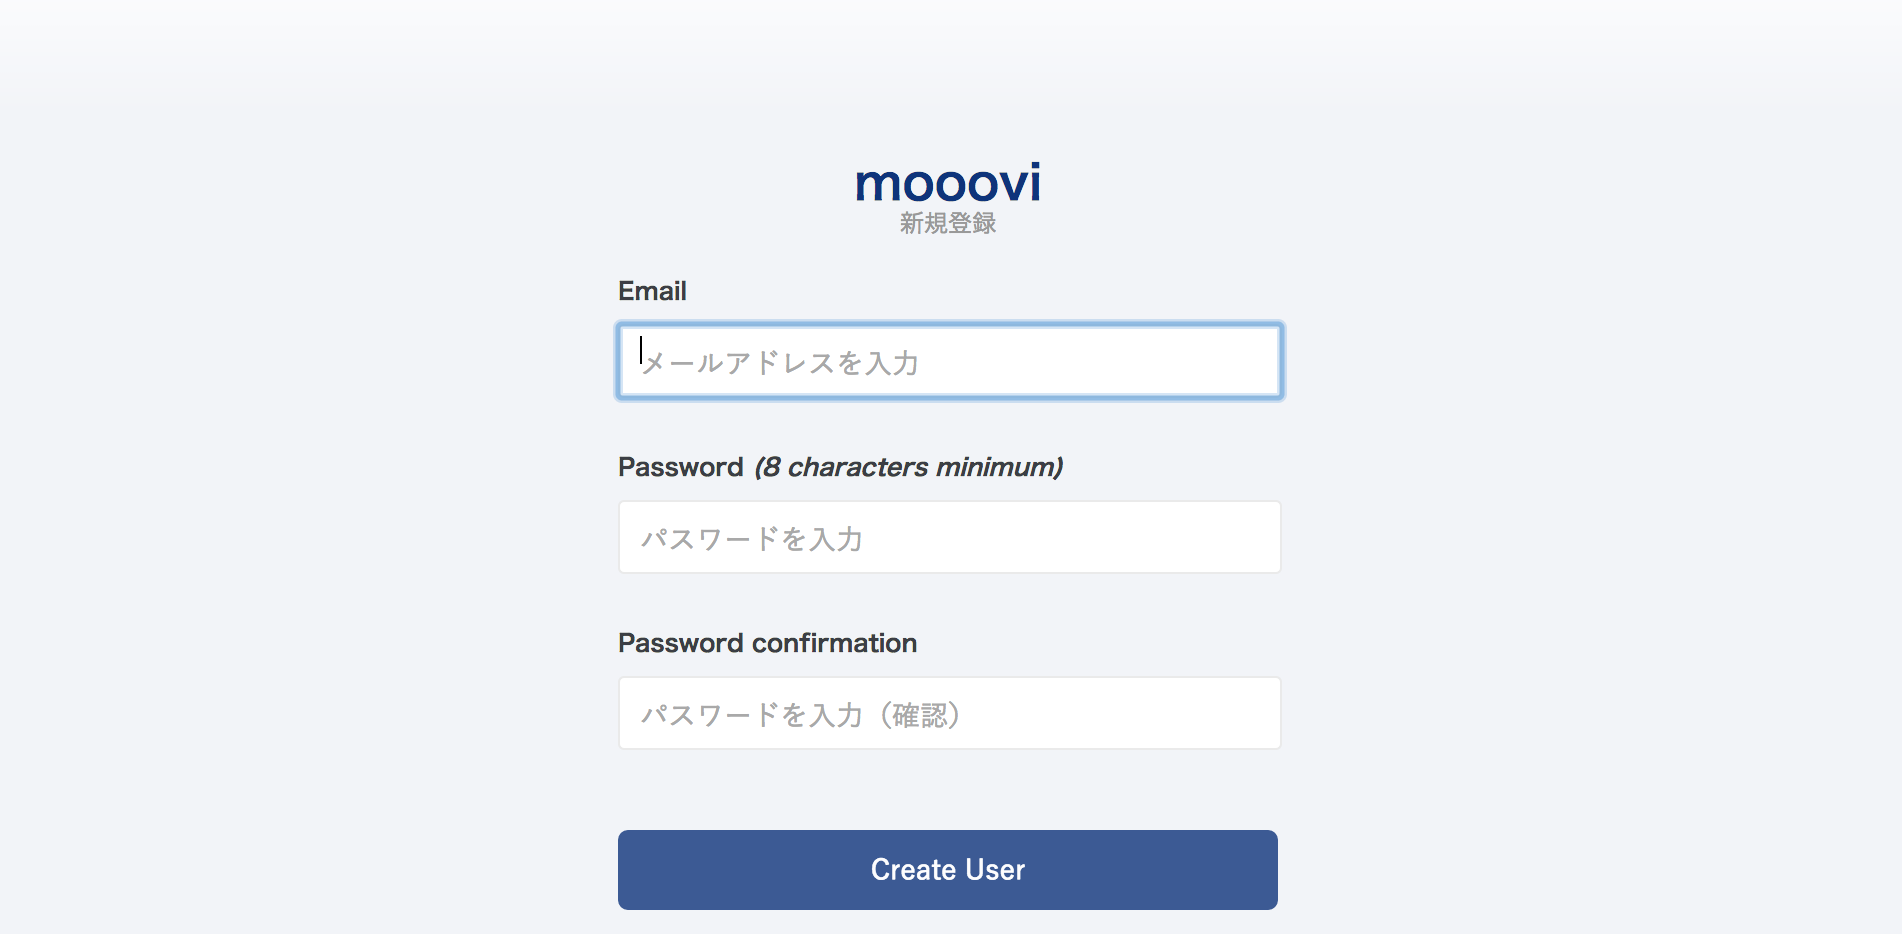 mooovi
新規登録
Email
メールアドレスを入力
Password (8 characters minimum)
パスワードを入力
Password confirmation
パスワードを入力（確認）
Create User